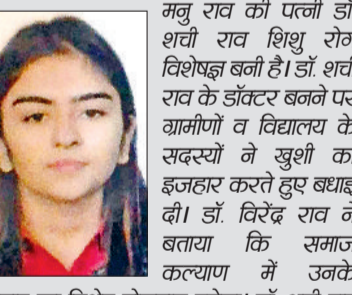 मनु राव की पत्नी डॉ.
शची राव शिशु रोग
विशेषज्ञ बनी है। डॉ. शची
राव के डॉक्टर बनने पर
ग्रामीणों व विद्यालय के
सदस्यों ने खुशी का
इजहार करते हुए बधाई
दी। डॉ. विरेंद्र राव ने
बताया कि समाज
कल्याण में उनके